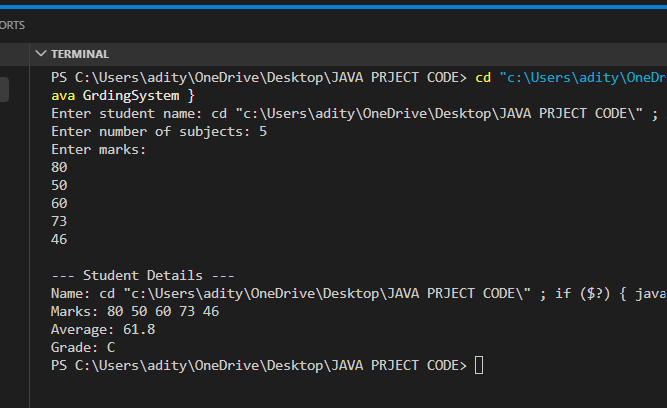 ORTS
TERMINAL
PS C:\Users\adity\OneDrive\Desktop\JAVA PRJECT CODE> cd "c:\Users\adity\OneDr
ava GrdingSystem }
Enter student name: cd "c:\Users\adity\OneDrive\Desktop\JAVA PRJECT CODE\" ;
Enter number of subjects: 5
Enter marks:
80
50
60
73
46
--- Student Details ---
Name: cd "c:\Users\adity\OneDrive\Desktop\JAVA PRJECT CODE\" ; if ($?) { java
Marks: 80 50 60 73 46
Average: 61.8
Grade: C
PS C:\Users\adity\OneDrive\Desktop\JAVA PRJECT CODE>